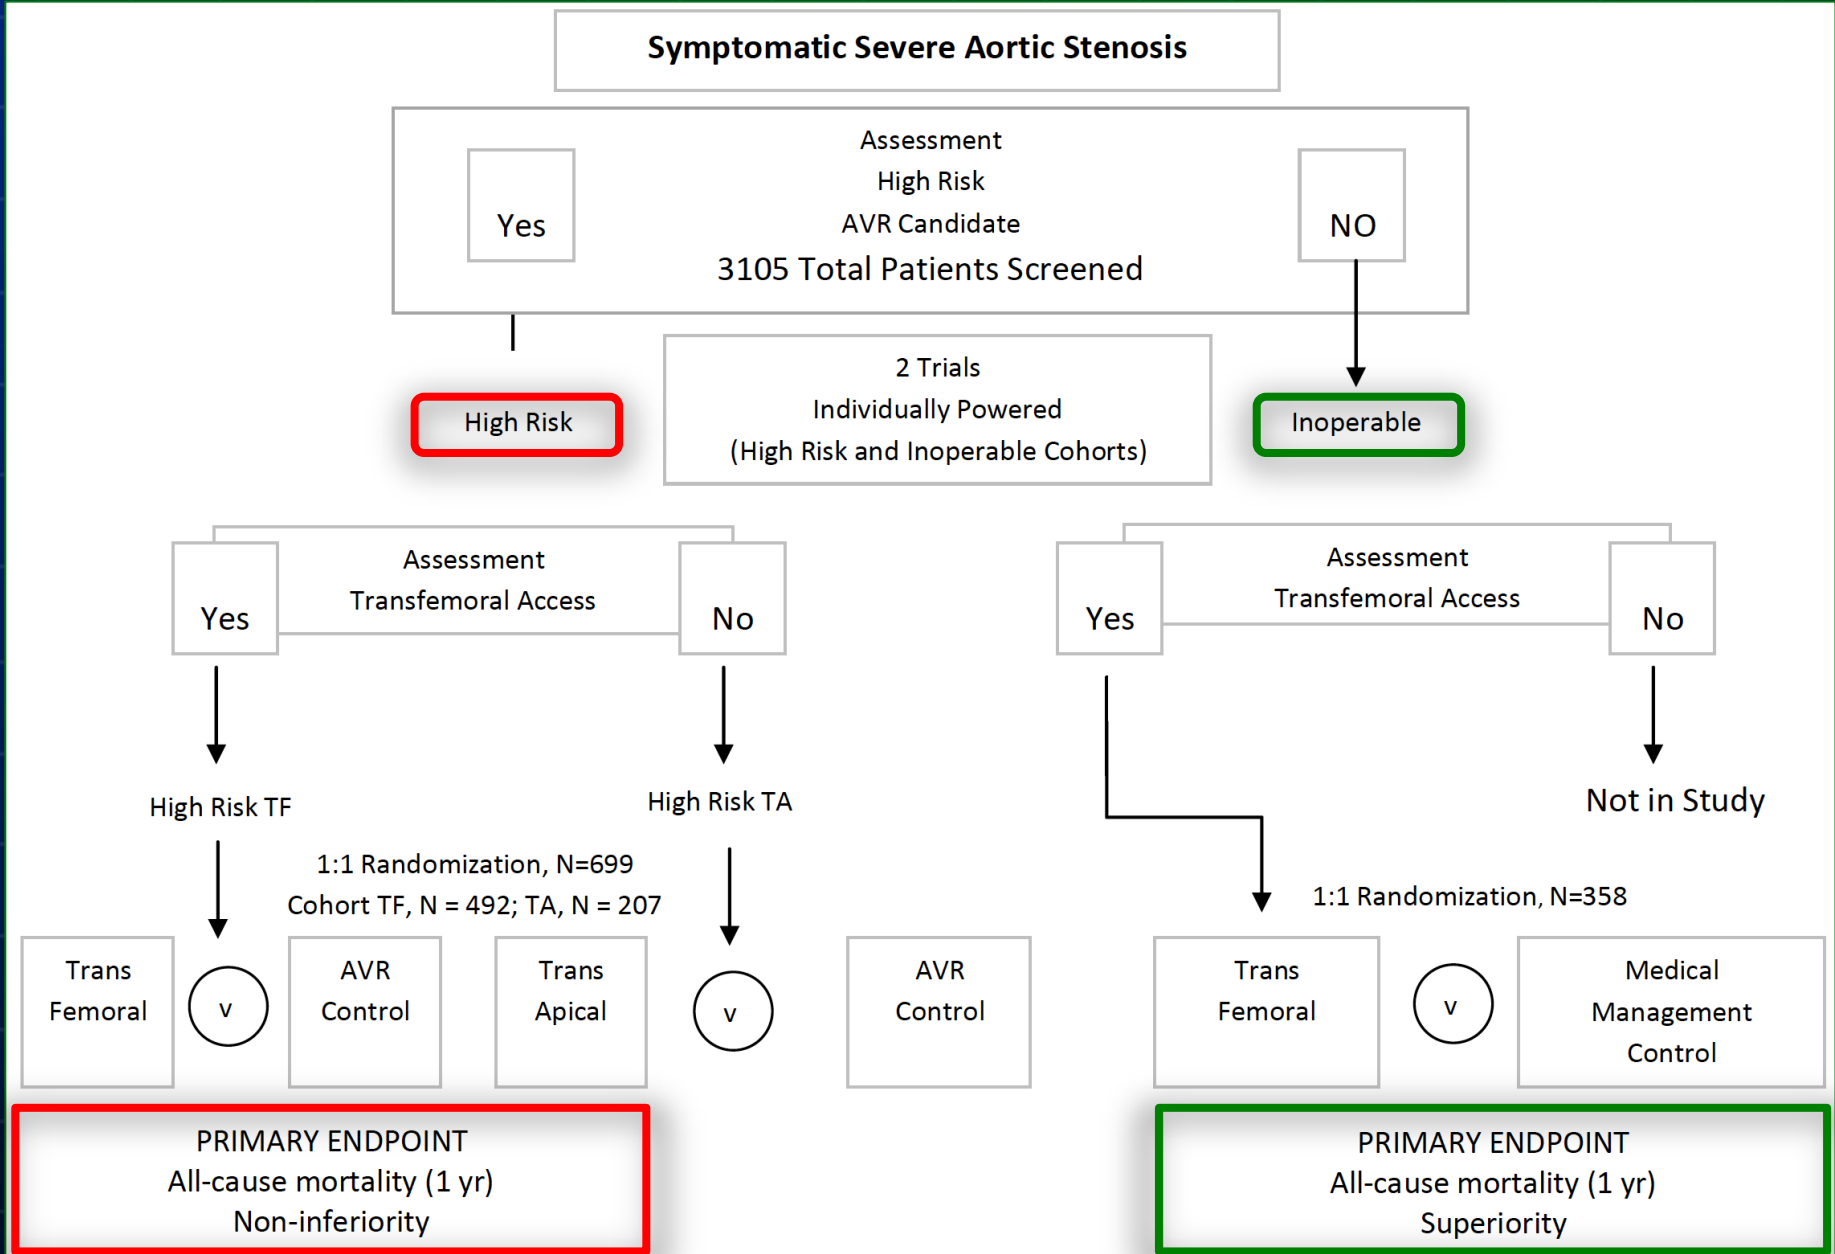 Symptomatic Severe Aortic Stenosis
Assessment
High Risk
AVR Candidate
3105 Total Patients Screened
Yes
NO
2 Trials
Individually Powered
(High Risk and Inoperable Cohorts)
High Risk
Inoperable
Assessment
Transfemoral Access
Yes
No
Assessment
Transfemoral Access
Yes
No
High Risk TF
High Risk TA
Not in Study
1:1 Randomization, N=699
Cohort TF, N = 492; TA, N = 207
1:1 Randomization, N=358
Trans
Femoral
v
AVR
Control
Trans
Apical
v
AVR
Control
Trans
Femoral
v
Medical
Management
Control
PRIMARY ENDPOINT
All-cause mortality (1 yr)
Non-inferiority
PRIMARY ENDPOINT
All-cause mortality (1 yr)
Superiority